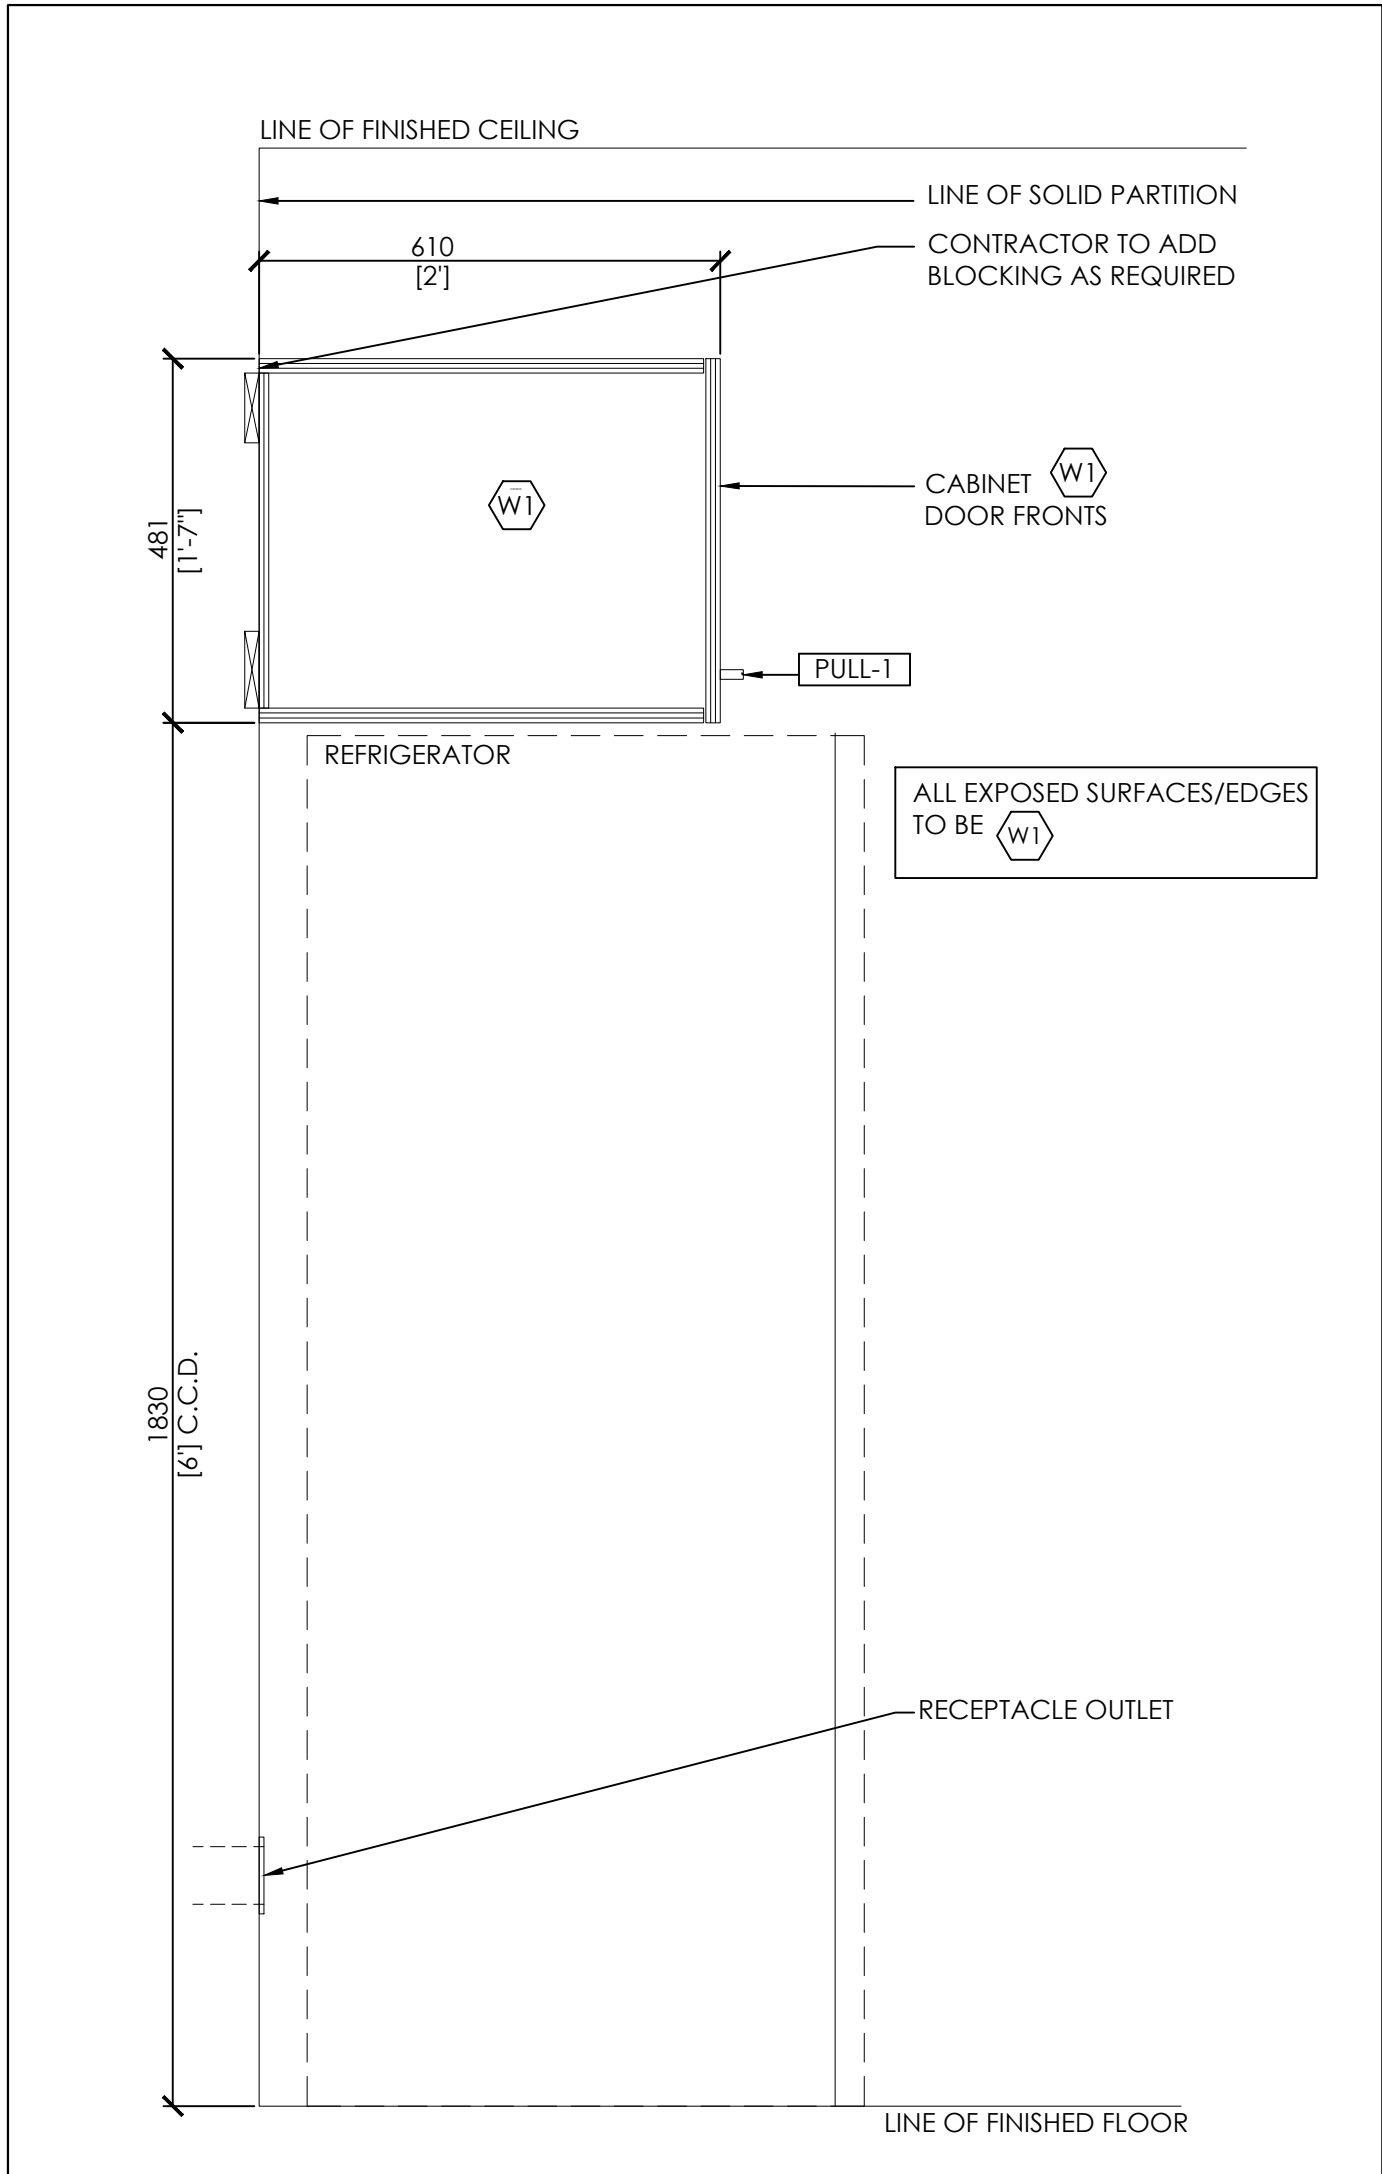 LINE OF FINISHED CEILING
LINE OF SOLID PARTITION
610
[2']
CONTRACTOR TO ADD
BLOCKING AS REQUIRED
481
[1'-7"]
W1
CABINET W1
DOOR FRONTS
PULL-1
REFRIGERATOR
ALL EXPOSED SURFACES/EDGES
TO BE W1
1830
[6'] C.C.D.
RECEPTACLE OUTLET
LINE OF FINISHED FLOOR